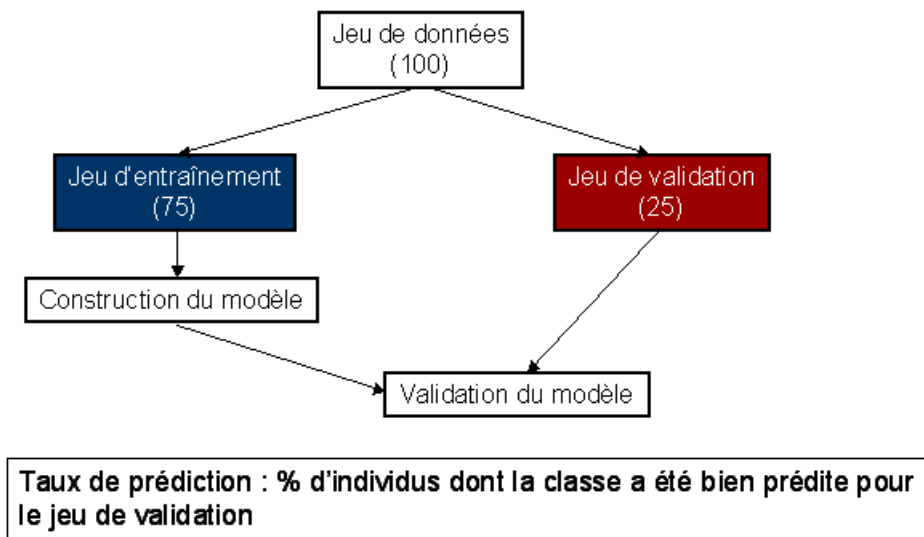 Jeu de données
(100)
Jeu d'entraînement
(75)
Jeu de validation
(25)
Construction du modèle
Validation du modèle
Taux de prédiction : % d'individus dont la classe a été bien prédite pour
le jeu de validation